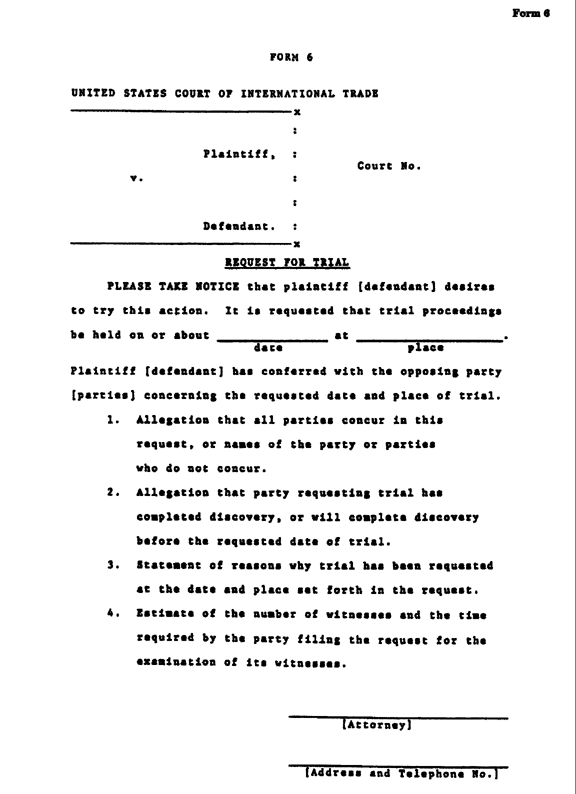 Form 6
FORM 6
UNITED STATES COURT OF INTERNATIONAL TRADE
x
:
Plaintiff, :
Court No.
v. :
:
Defendant. :
x
REQUEST FOR TRIAL
PLEASE TAKE NOTICE that plaintiff [defendant] desires
to try this action. It is requested that trial proceedings
be held on or about ____________ at ____________.
date place
Plaintiff [defendant] has conferred with the opposing party
[parties] concerning the requested date and place of trial.
1. Allegation that all parties concur in this
request, or names of the party or parties
who do not concur.
2. Allegation that party requesting trial has
completed discovery, or will complete discovery
before the requested date of trial.
3. Statement of reasons why trial has been requested
at the date and place set forth in the request.
4. Estimate of the number of witnesses and the time
required by the party filing the request for the
examination of its witnesses.
[Attorney]
[Address and Telephone No.]